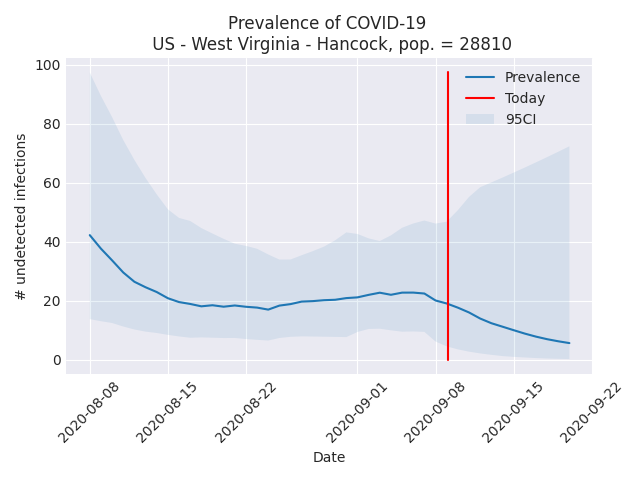 Prevalence of COVID-19
US - West Virginia - Hancock, pop. = 28810
# undetected infections
100
80
60
40
20
0
Prevalence
Today
95CI
2020-08-08
2020-08-15
2020-08-22
2020-09-01
2020-09-08
2020-09-15
2020-09-22
Date